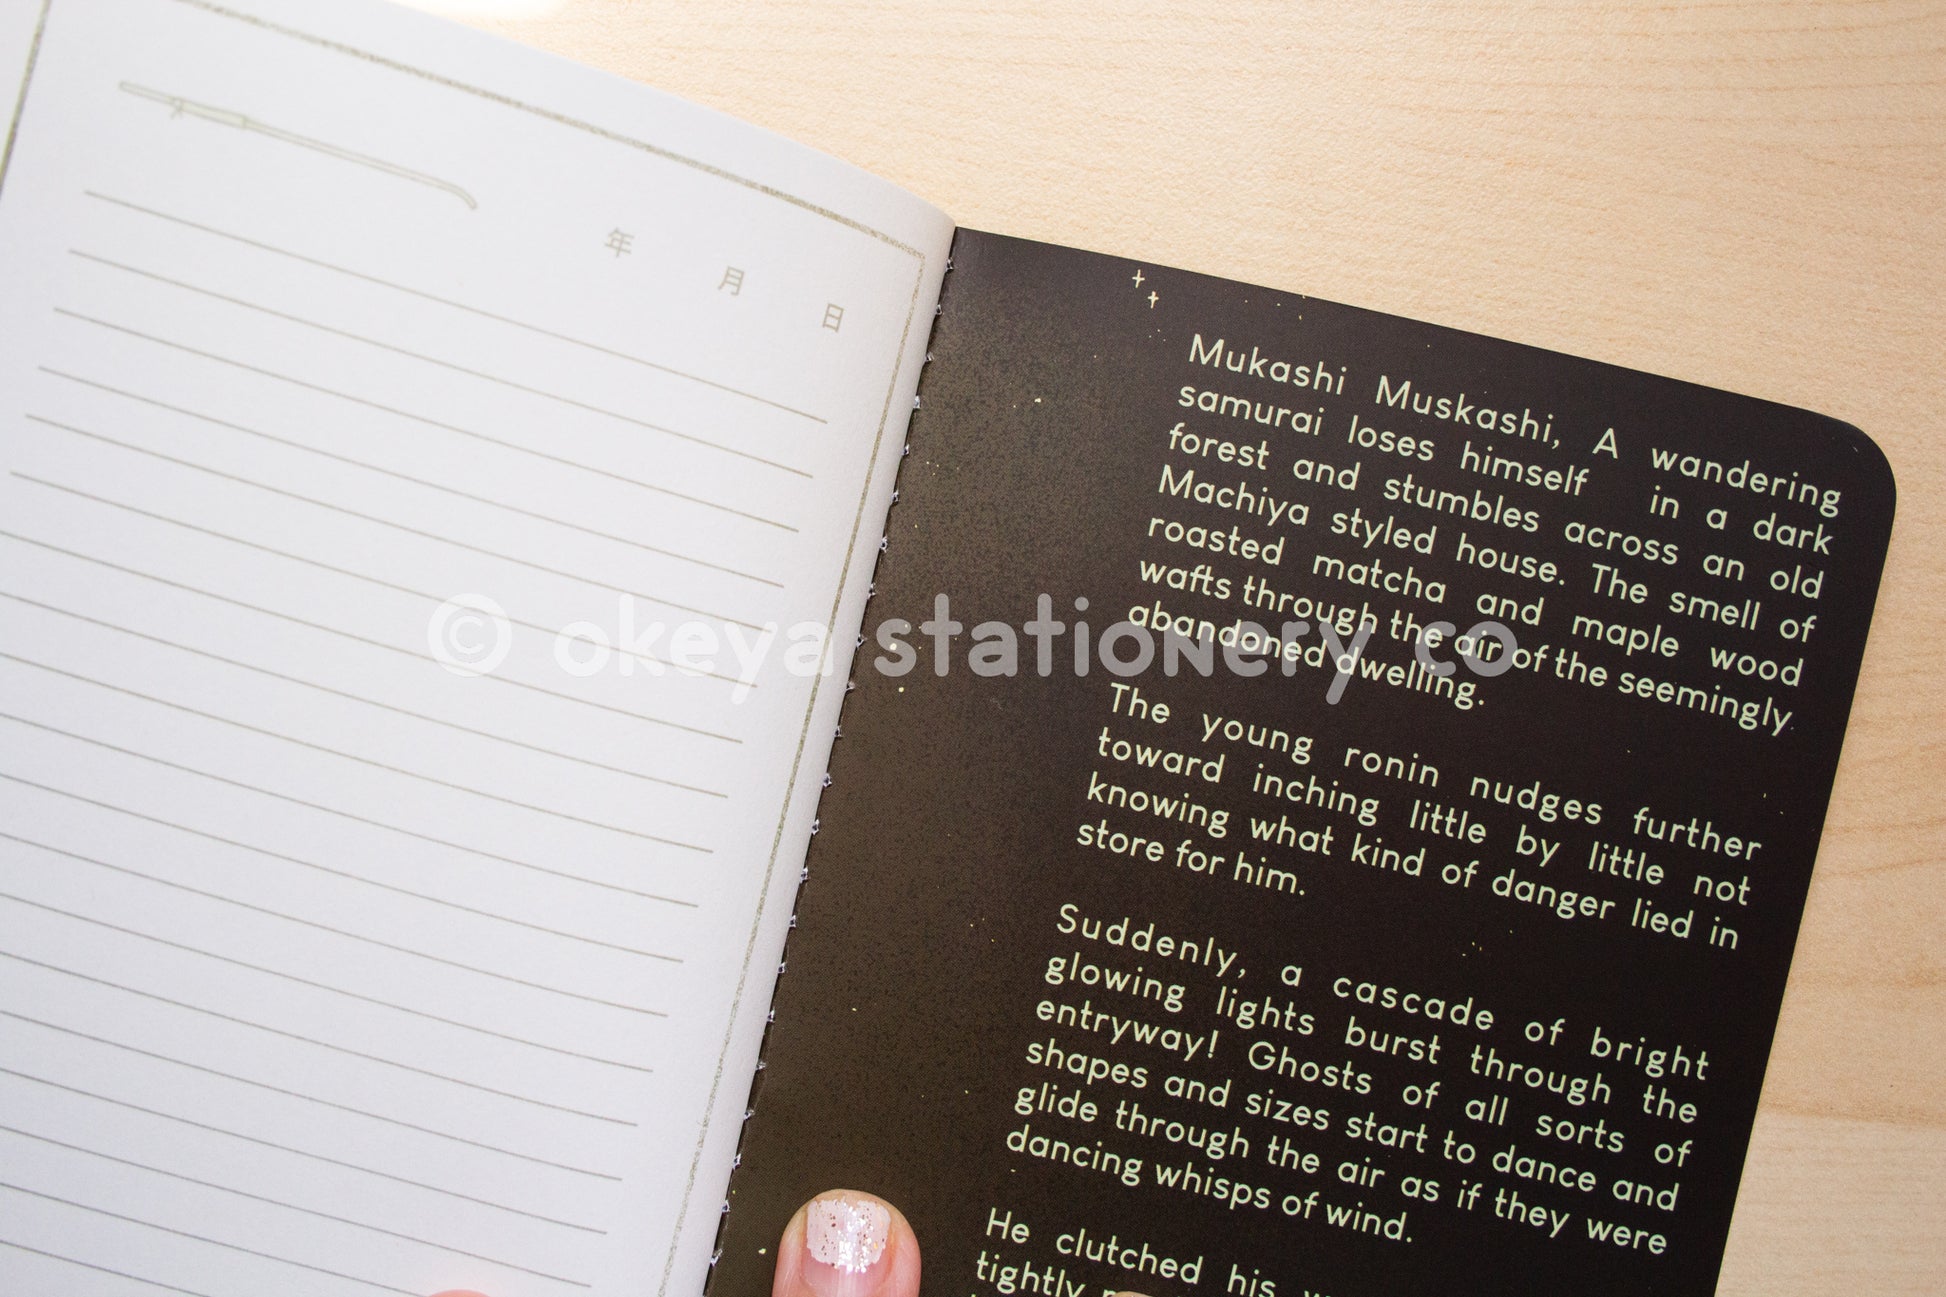 年 月 日
Mukashi Muskashi, A wandering
samurai loses himself in a dark
forest and stumbles across an old
Machiya styled house. The smell of
roasted matcha and maple wood
wafts through the air of the seemingly
abandoned dwelling.
The young ronin nudges further
toward inching little by little not
knowing what kind of danger lied in
store for him.
Suddenly, a cascade of bright
glowing lights burst through the
entryway! Ghosts of all sorts of
shapes and sizes start to dance and
glide through the air as if they were
dancing whisps of wind.
He clutched his
tightly
© okeya stationery co